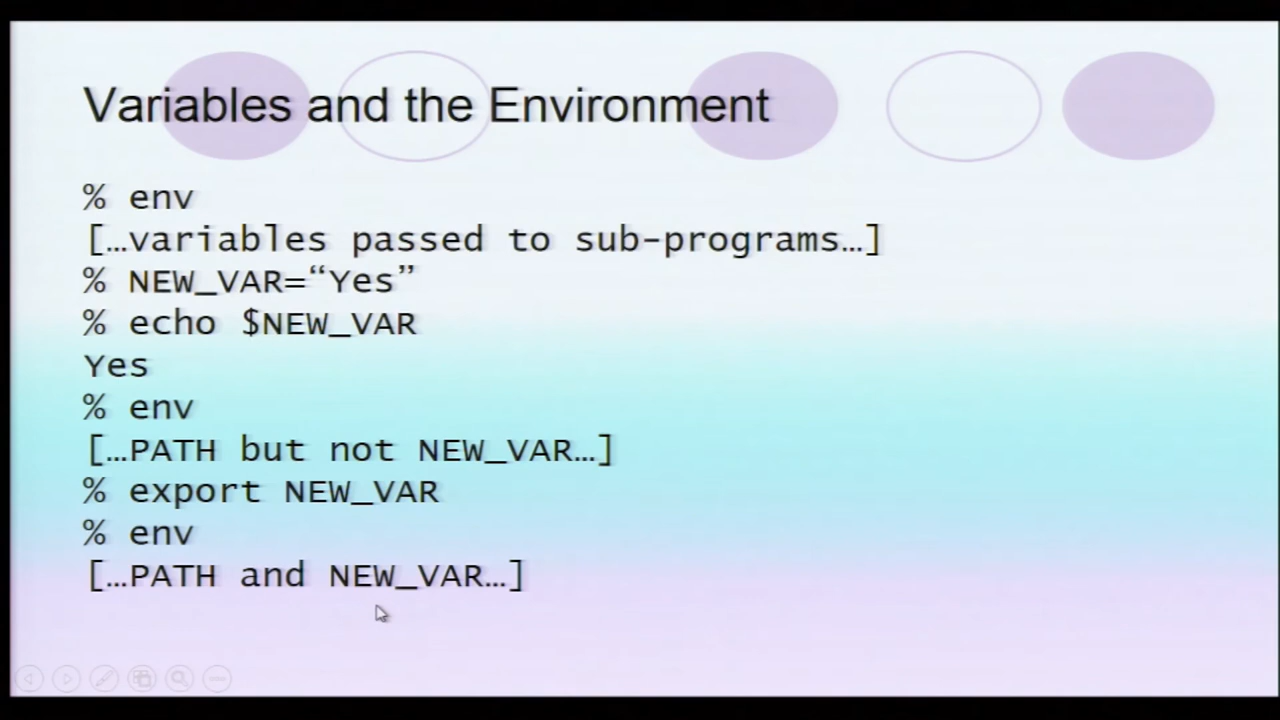 Variables and the Environment
% env
[…variables passed to sub-programs…]
% NEW_VAR=“Yes”
% echo $NEW_VAR
Yes
% env
[…PATH but not NEW_VAR…]
% export NEW_VAR
% env
[…PATH and NEW_VAR…]